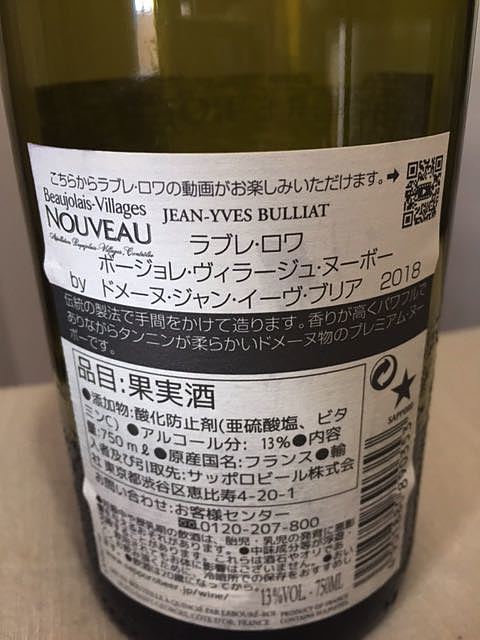 こちらからラブレ・ロワの動画がお楽しみいただけます。➡
Beaujolais-Villages
NOUVEAU
JEAN-YVES BULLIAT
ラブレ・ロワ
ボージョレ・ヴィラージュ・ヌーボー
by ドメーヌ・ジャン・イーヴ・ブリア 2018
伝統の製法で手間をかけて造ります。香りが高くパワフルで
ありながらタンニンが柔らかいドメーヌ物のプレミアム・ヌー
ボーです。
品目:果実酒
●添加物:酸化防止剤(亜硫酸塩、ビタ
ミンC) ●アルコール分: 13%●内容
量:750mℓ●原産国名:フランス●輸
入者及び引取先:サッポロビール株式会
社 東京都渋谷区恵比寿4-20-1
お問い合わせ:お客様センター
☎0120-207-800
SAPPORO
13%VOL. - 750ML
PRODUCT OF FRANCE